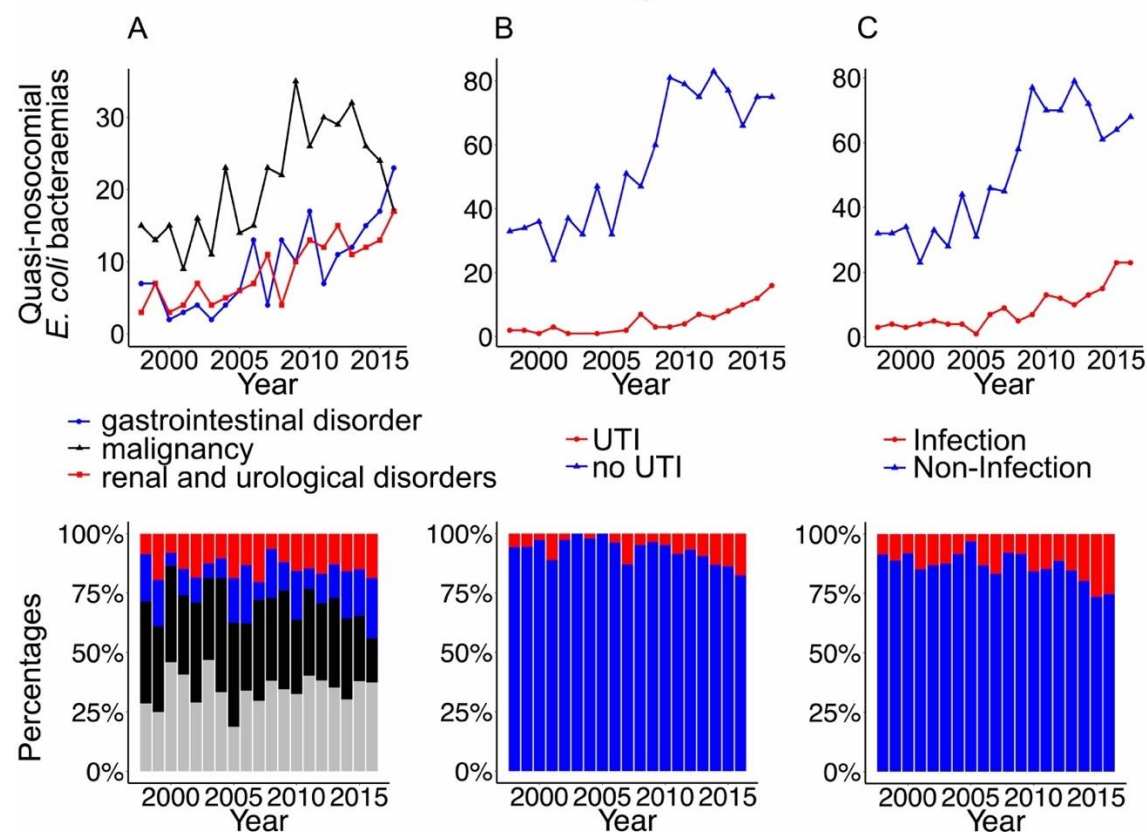 A
B
C
Quasi-nosocomial
E. coli bacteraemias
30
20
10
0
2000 2005 2010 2015
Year
80
60
40
20
0
2000 2005 2010 2015
Year
80
60
40
20
0
2000 2005 2010 2015
Year
gastrointestinal disorder
malignancy
renal and urological disorders
UTI
no UTI
Infection
Non-Infection
Percentages
100%
75%
50%
25%
0%
2000 2005 2010 2015
Year
100%
75%
50%
25%
0%
2000 2005 2010 2015
Year
100%
75%
50%
25%
0%
2000 2005 2010 2015
Year